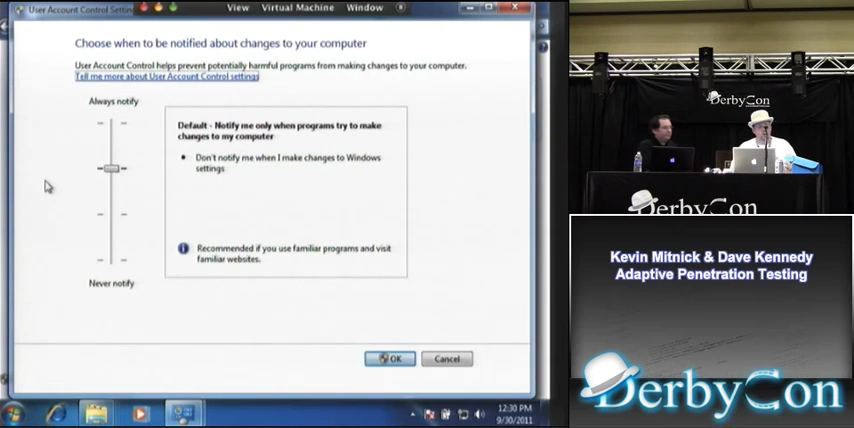 User Account Control Settin
View Virtual Machine Window
Choose when to be notified about changes to your computer
User Account Control helps prevent potentially harmful programs from making changes to your computer.
Tell me more about User Account Control settings
Always notify
Default - Notify me only when programs try to make
changes to my computer
Don't notify me when I make changes to Windows
settings
Recommended if you use familiar programs and visit
familiar websites.
Never notify
OK
Cancel
12:30 PM
9/30/2011
DerbyCon
DerbyCon
Kevin Mitnick & Dave Kennedy
Adaptive Penetration Testing
DerbyCon